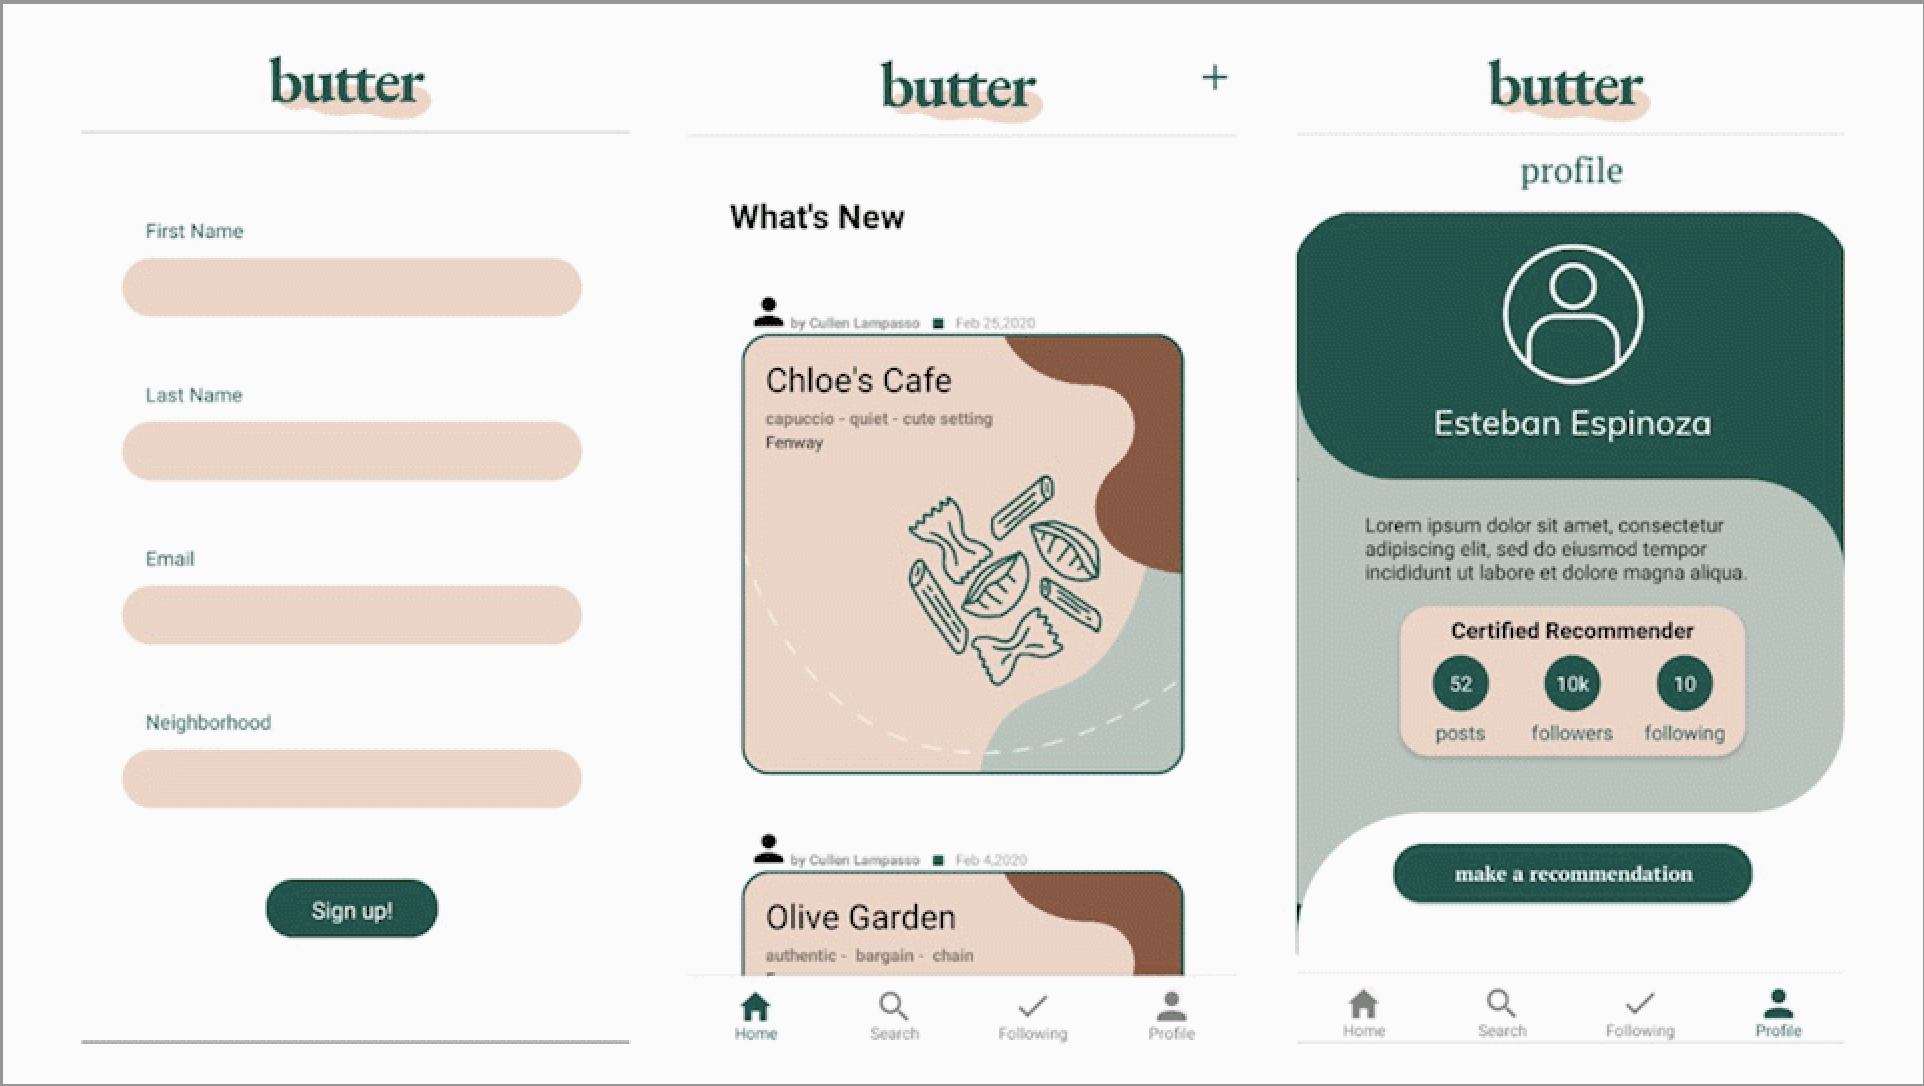 butter
First Name
Last Name
Email
Neighborhood
Sign up!
butter
+
What's New
by Cullen Lampasso Feb 25,2020
Chloe's Cafe
capuccio - quiet - cute setting
Fenway
by Cullen Lampasso Feb 4,2020
Olive Garden
authentic - bargain - chain
Home Search Following Profile
butter
profile
Esteban Espinoza
Lorem ipsum dolor sit amet, consectetur
adipiscing elit, sed do eiusmod tempor
incididunt ut labore et dolore magna aliqua.
Certified Recommender
52 10k 10
posts followers following
make a recommendation
Home Search Following Profile